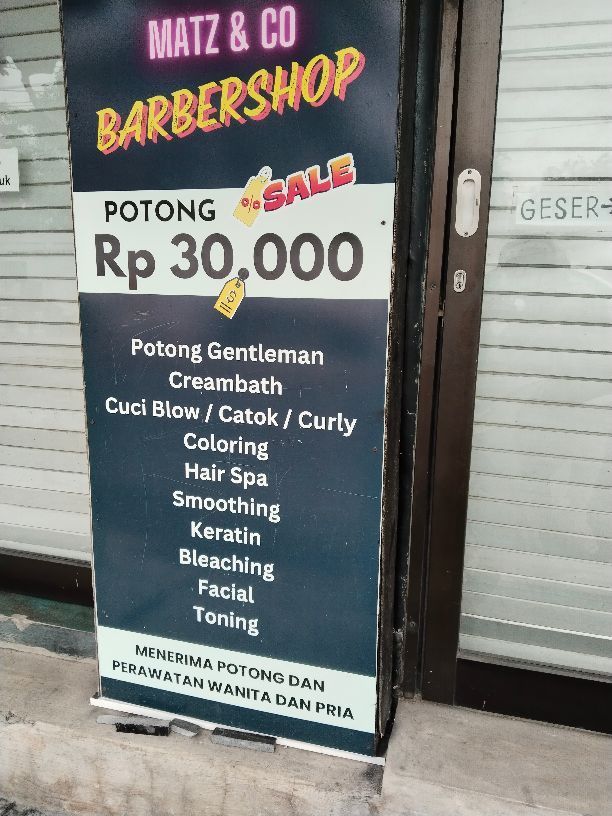 MATZ & CO
BARBERSHOP
% SALE
POTONG
Rp 30.000
$
Potong Gentleman
Creambath
Cuci Blow / Catok / Curly
Coloring
Hair Spa
Smoothing
Keratin
Bleaching
Facial
Toning
MENERIMA POTONG DAN
PERAWATAN WANITA DAN PRIA
GESER→